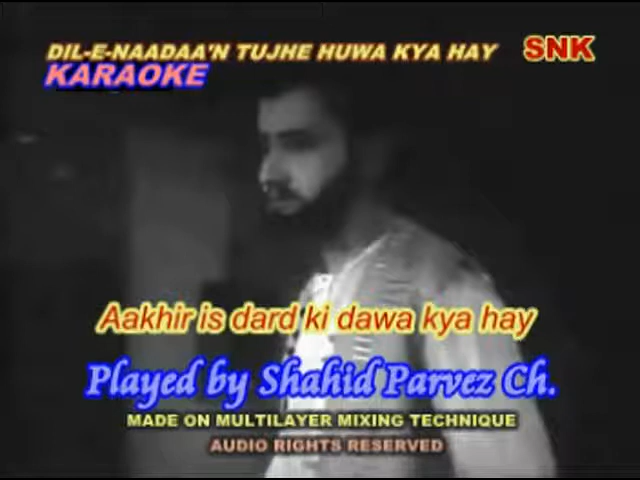 DIL-E-NAADAA'N TUJHE HUWA KYA HAY SNK
KARAOKE
Aakhir is dard ki dawa kya hay
Played by Shahid Parvez Ch.
MADE ON MULTILAYER MIXING TECHNIQUE
AUDIO RIGHTS RESERVED